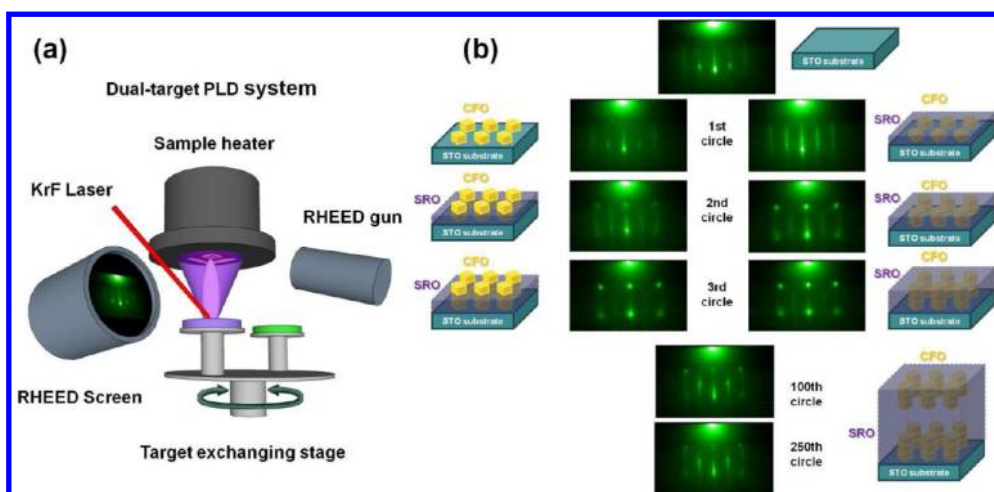 (a)
Dual-target PLD system
Sample heater
KrF Laser
RHEED gun
RHEED Screen
Target exchanging stage
(b)
STO substrate
CFO
STO substrate
1st
circle
CFO
SRO
STO substrate
CFO
SRO
STO substrate
2nd
circle
CFO
SRO
STO substrate
CFO
SRO
STO substrate
3rd
circle
CFO
SRO
STO substrate
100th
circle
250th
circle
CFO
SRO
STO substrate